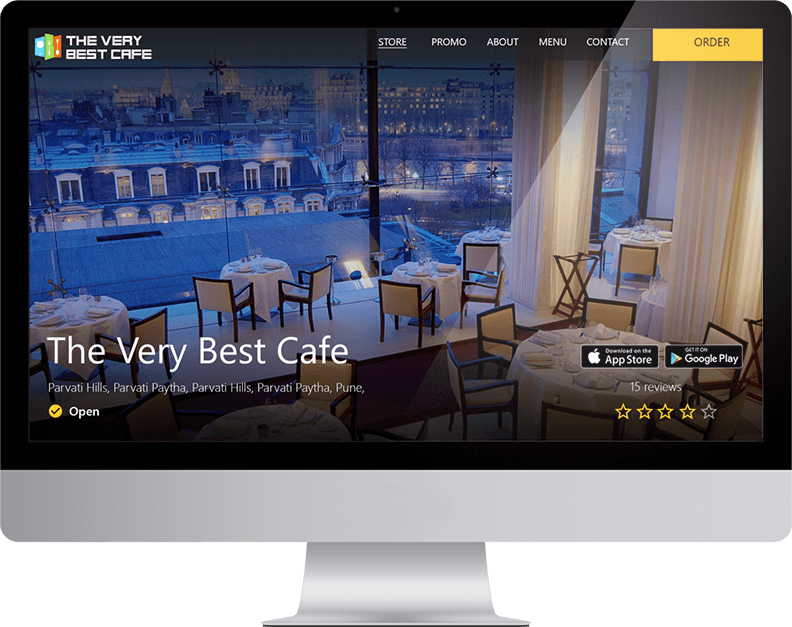 THE VERY
BEST CAFE
STORE PROMO ABOUT MENU CONTACT ORDER
The Very Best Cafe
Parvati Hills, Parvati Paytha, Parvati Hills, Parvati Paytha, Pune,
Open
Download on the
App Store
GET IT ON
Google Play
15 reviews